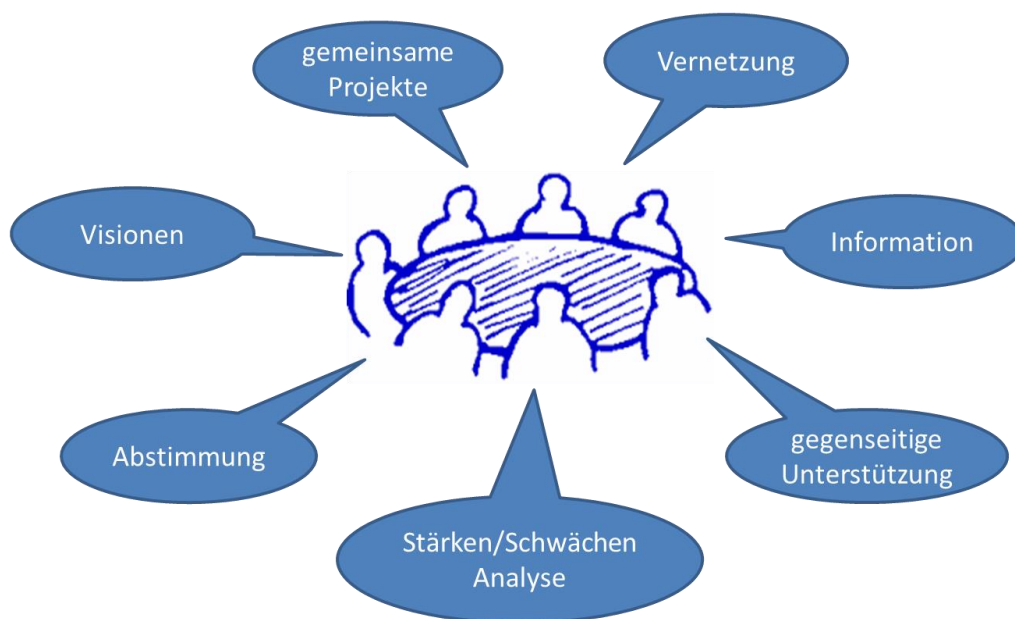 gemeinsame
Projekte
Vernetzung
Visionen
Information
Abstimmung
gegenseitige
Unterstützung
Stärken/Schwächen
Analyse